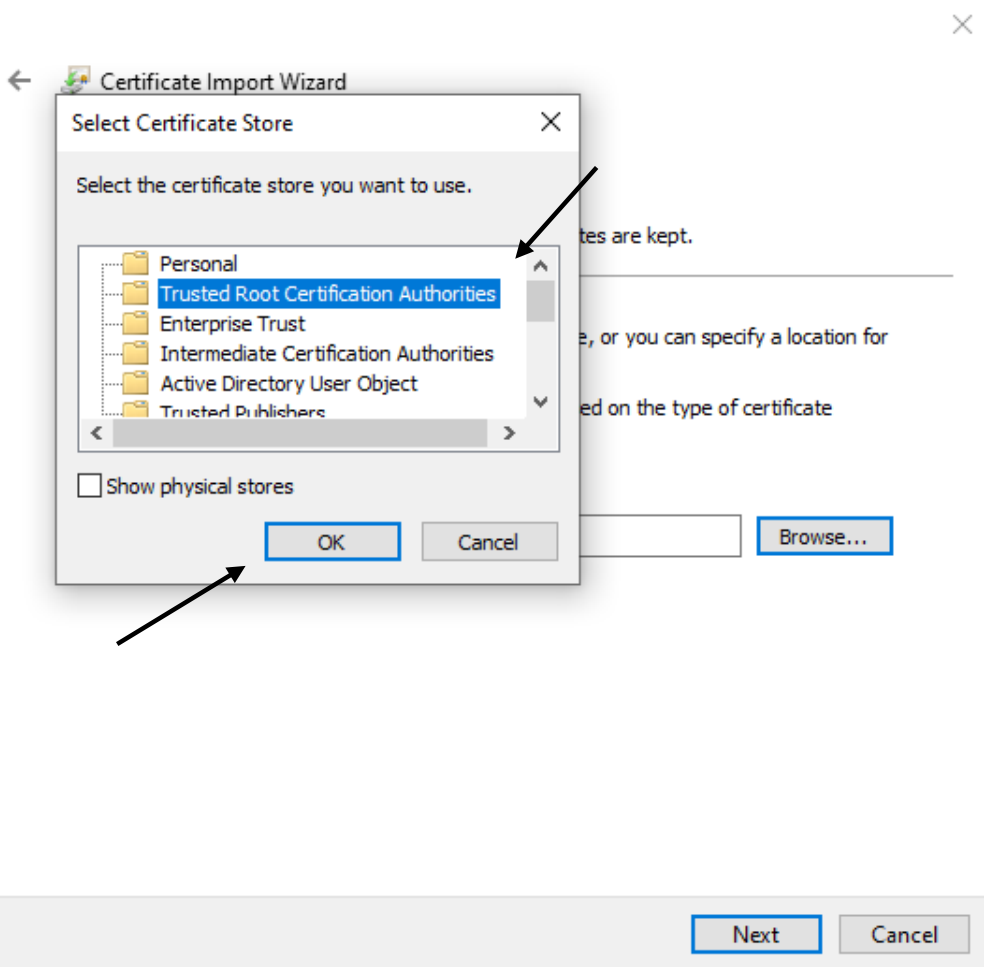 Certificate Import Wizard
Select Certificate Store
Select the certificate store you want to use.
tes are kept.
Personal
Trusted Root Certification Authorities
Enterprise Trust
Intermediate Certification Authorities
Active Directory User Object
Trusted Publishers
e, or you can specify a location for
ed on the type of certificate
Show physical stores
OK
Cancel
Browse...
Next
Cancel